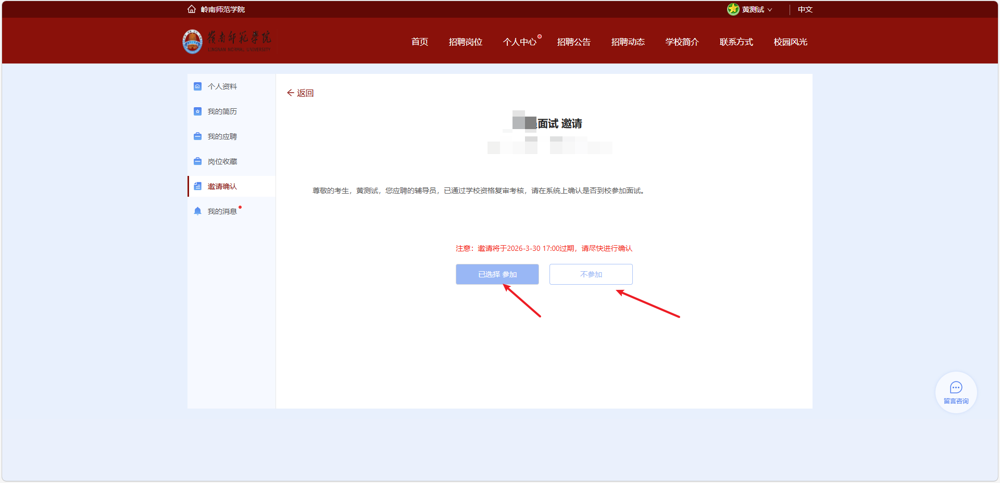 岭南师范学院
黄测试
中文
嶺南師範學院
LINGNAN NORMAL UNIVERSITY
首页
招聘岗位
个人中心
招聘公告
招聘动态
学校简介
联系方式
校园风光
个人资料
我的简历
我的应聘
岗位收藏
邀请确认
我的消息
返回
面试 邀请
尊敬的考生，黄测试，您应聘的辅导员，已通过学校资格复审考核，请在系统上确认是否到校参加面试。
注意：邀请将于2026-3-30 17:00过期，请尽快进行确认
已选择 参加
不参加
留言咨询